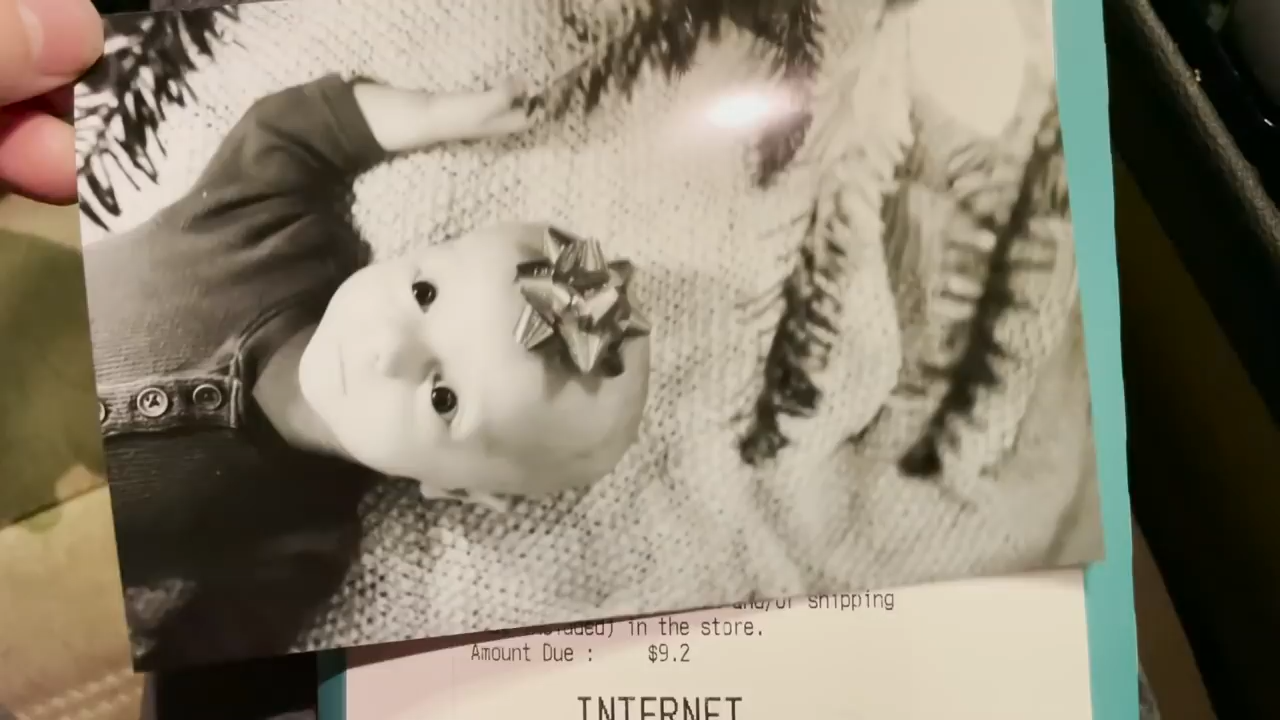 and/or shipping
in the store.
Amount Due : $9.2
INTERNET